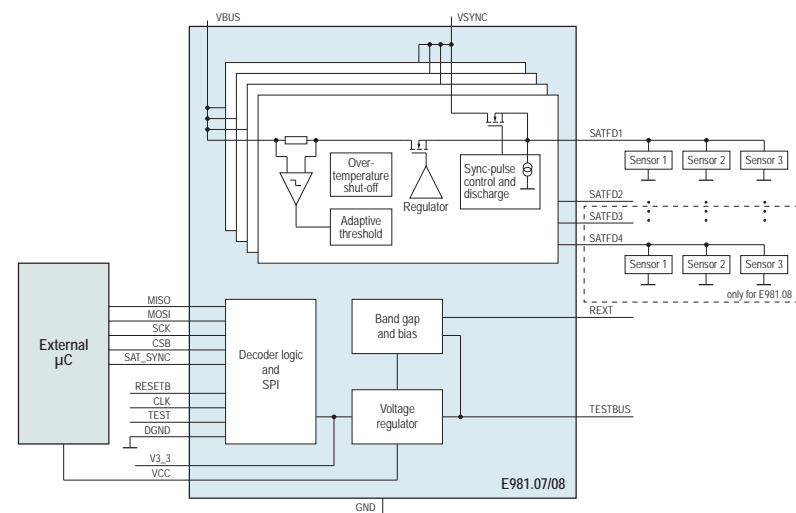 VBUS
VSYNC
SATFD1
Sensor 1
Sensor 2
Sensor 3
Over-
temperature
shut-off
Regulator
Sync-pulse
control and
discharge
Adaptive
threshold
SATFD2
SATFD3
SATFD4
Sensor 1
Sensor 2
Sensor 3
only for E981.08
External
µC
MISO
MOSI
SCK
CSB
SAT_SYNC
RESETB
CLK
TEST
DGND
V3_3
VCC
Decoder logic
and
SPI
Band gap
and bias
Voltage
regulator
REXT
TESTBUS
E981.07/08
GND